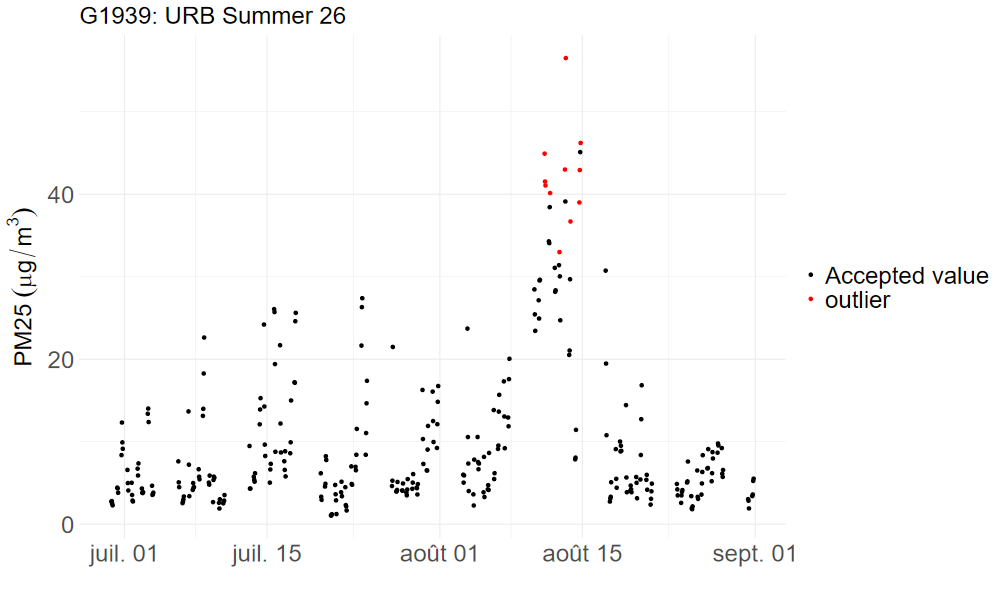 G1939: URB Summer 26
PM25 (μg/m³)
40
20
0
juil. 01
juil. 15
août 01
août 15
sept. 01
Accepted value
outlier